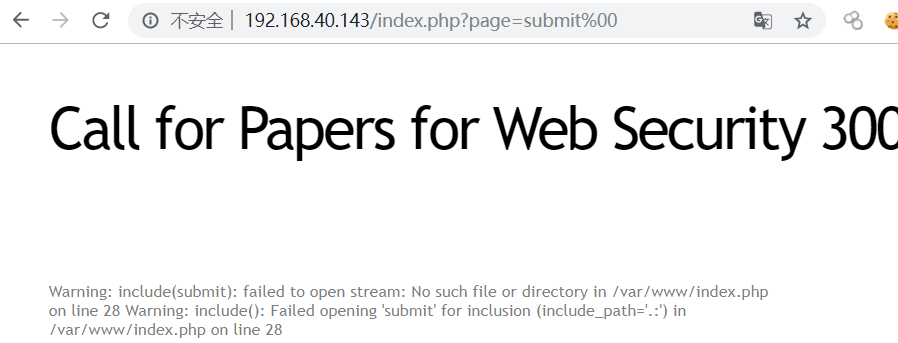 不安全 | 192.168.40.143/index.php?page=submit%00
Call for Papers for Web Security 300
Warning: include(submit): failed to open stream: No such file or directory in /var/www/index.php
on line 28 Warning: include(): Failed opening 'submit' for inclusion (include_path='.:') in
/var/www/index.php on line 28